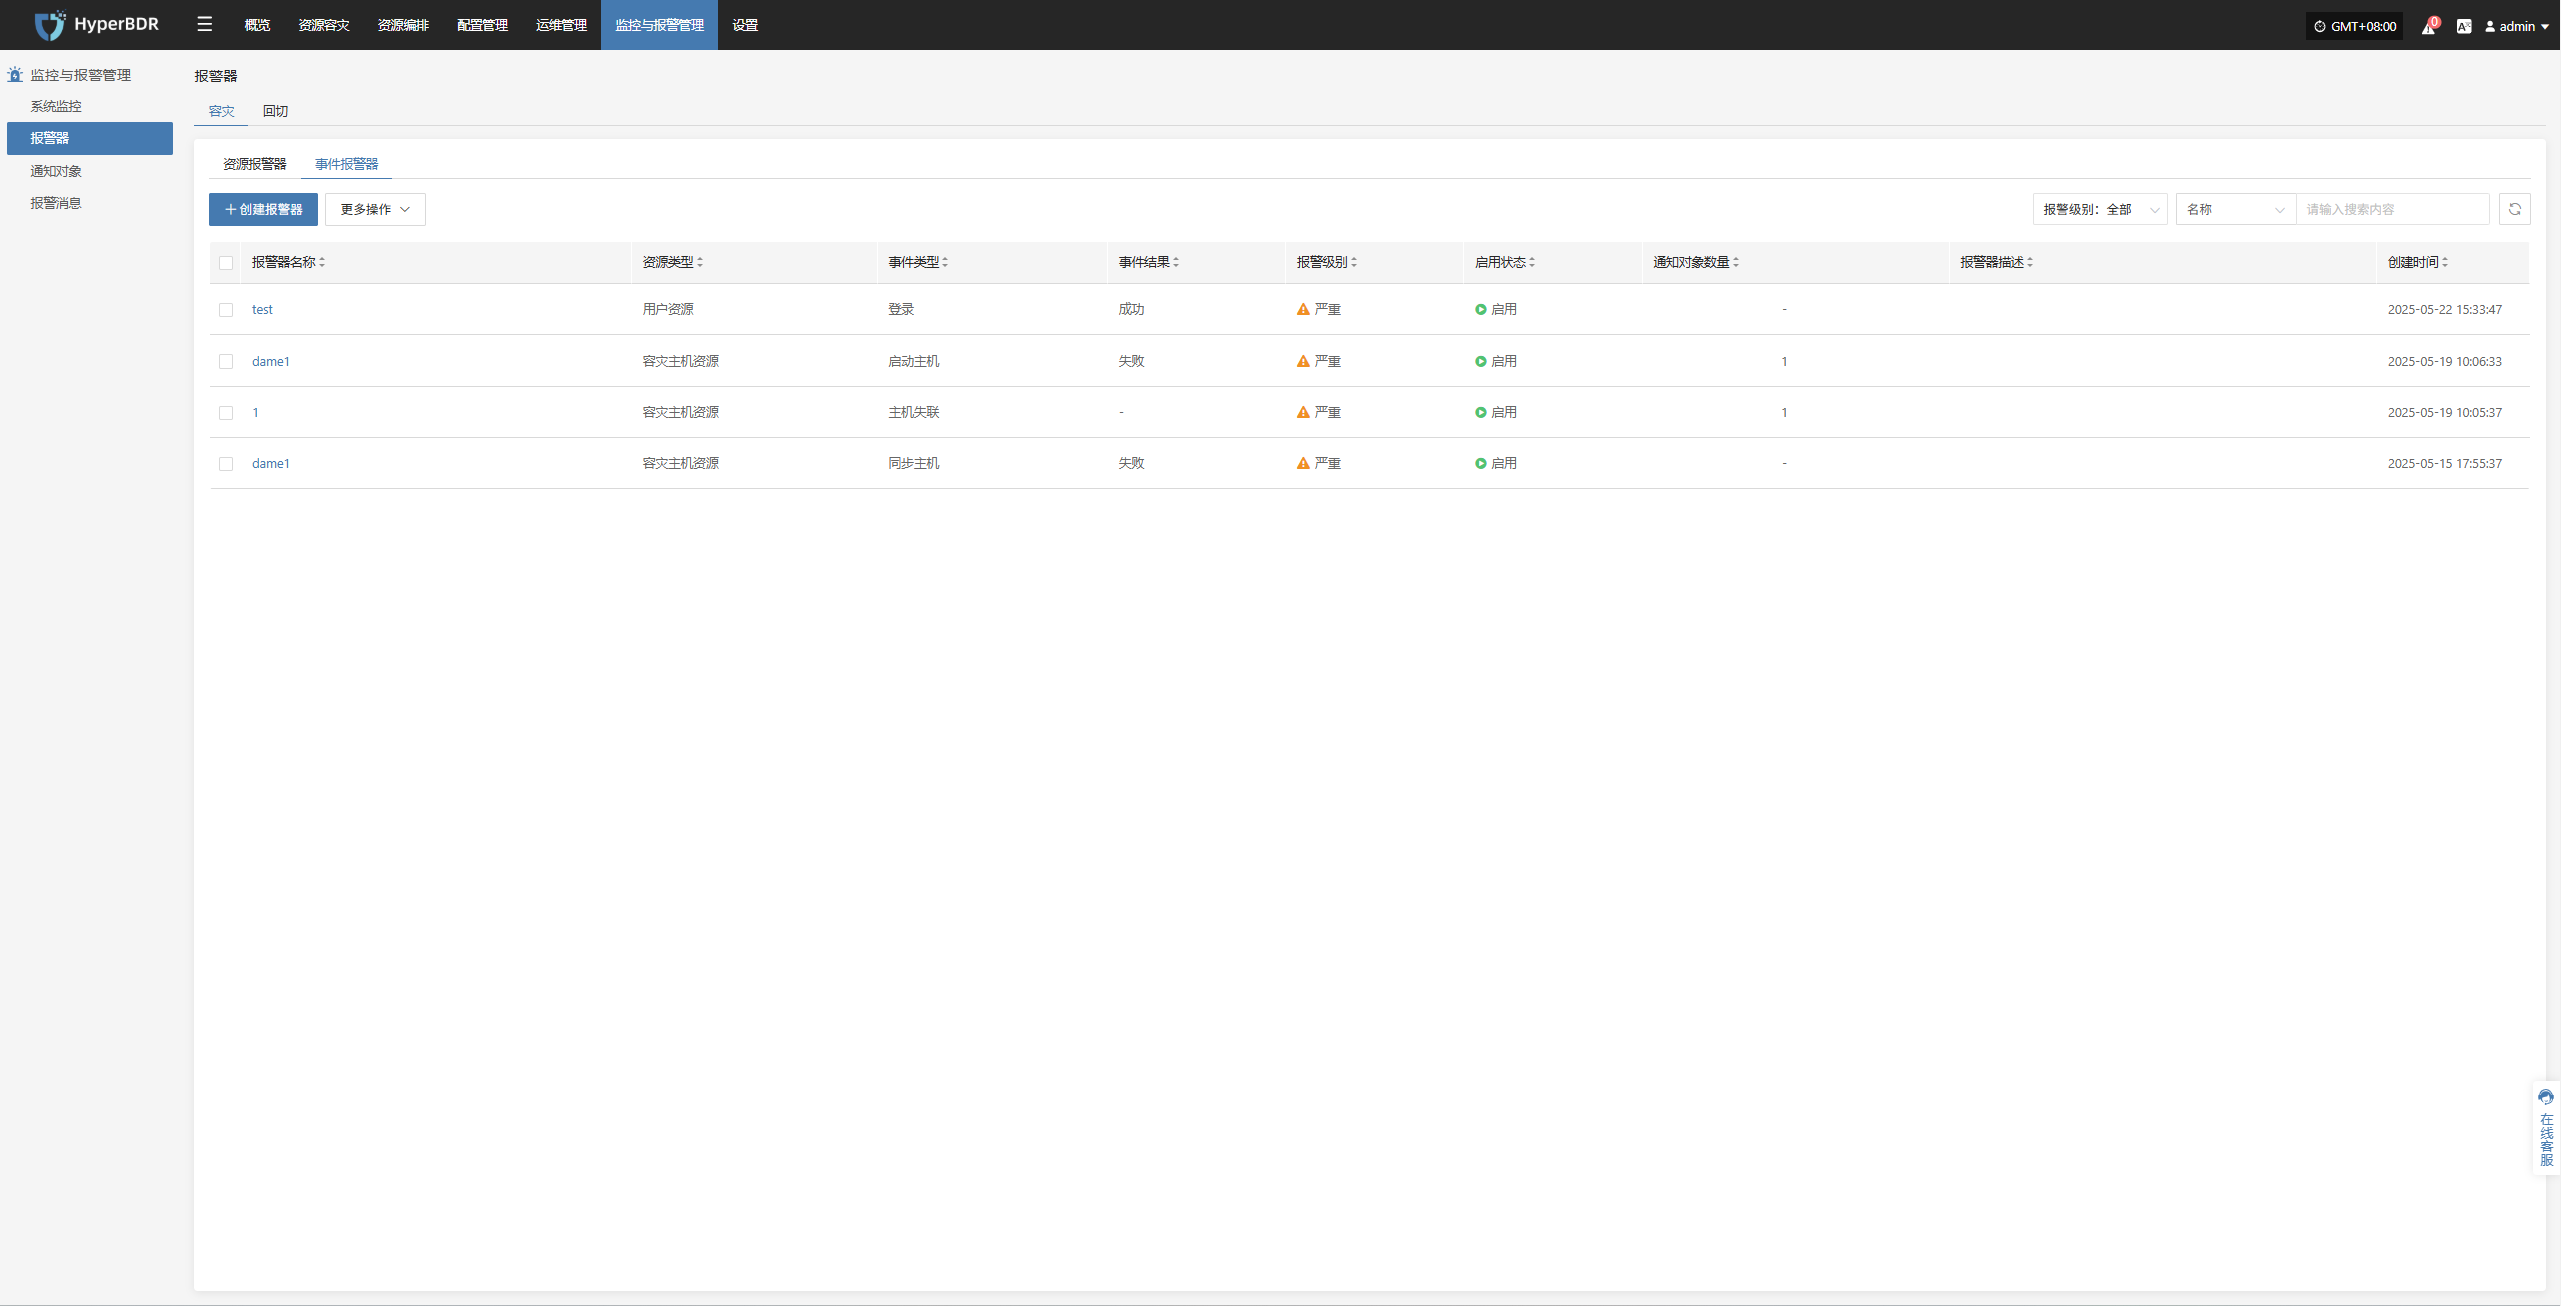 HyperBDR 概览 资源容灾 资源编排 配置管理 运维管理 监控与报警管理 设置 GMT+08:00 0 admin
监控与报警管理
系统监控
报警器
通知对象
报警消息
报警器
容灾 回切
资源报警器 事件报警器
创建报警器 更多操作 报警级别：全部 名称 请输入搜索内容
报警器名称 资源类型 事件类型 事件结果 报警级别 启用状态 通知对象数量 报警器描述 创建时间
test 用户资源 登录 成功 严重 启用 - 2025-05-22 15:33:47
dame1 容灾主机资源 启动主机 失败 严重 启用 1 2025-05-19 10:06:33
1 容灾主机资源 主机失联 - 严重 启用 1 2025-05-19 10:05:37
dame1 容灾主机资源 同步主机 失败 严重 启用 - 2025-05-15 17:55:37
在线客服